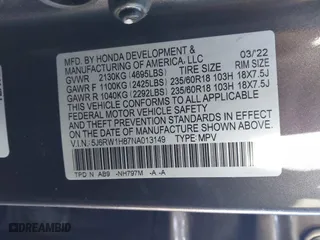 MFD. BY HONDA DEVELOPMENT & 03/22
MANUFACTURING OF AMERICA, LLC
GVWR 2130KG (4695LBS) TIRE SIZE RIM SIZE
GAWR F 1100KG (2425LBS) 235/60R18 103H 18X7.5J
GAWR R 1040KG (2292LBS) 235/60R18 103H 18X7.5J
THIS VEHICLE CONFORMS TO ALL APPLICABLE
FEDERAL MOTOR VEHICLE SAFETY AND THEFT
PREVENTION STANDARDS IN EFFECT ON THE DATE
OF MANUFACTURE SHOWN ABOVE.
V.I.N.: 5J6RW1H87NA013149 TYPE MPV
TPD N AB9 -NH797M -A -A
DREAMBID